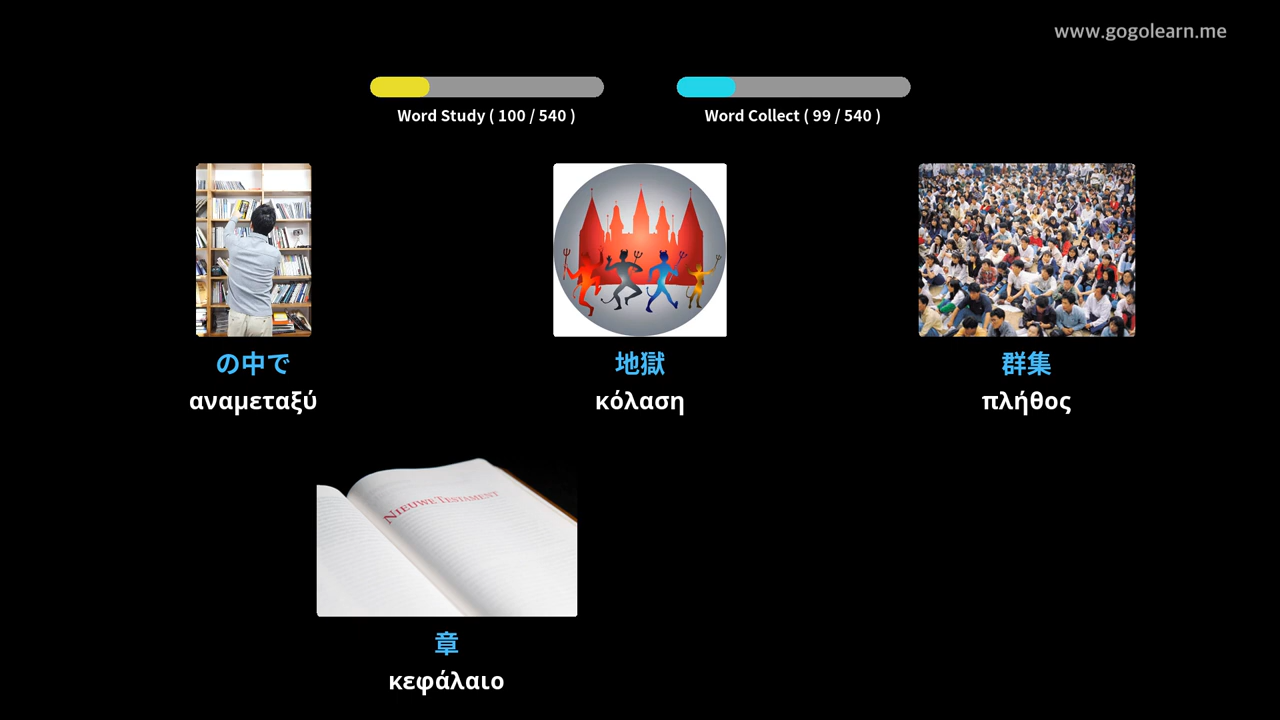 www.gogolearn.me
Word Study ( 100 / 540 )
Word Collect ( 99 / 540 )
の中で
αναμεταξύ
地獄
κόλαση
群集
πλήθος
NIEUWE TESTAMENT
章
κεφάλαιο